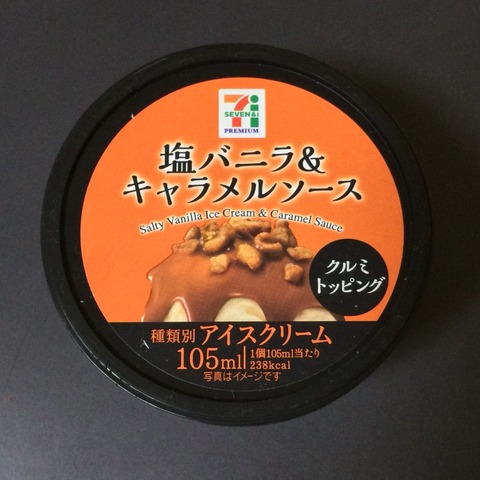 SEVEN&i
PREMIUM
塩バニラ&
キャラメルソース
Salty Vanilla Ice Cream & Caramel Sauce
クルミ
トッピング
種類別 アイスクリーム
105ml
1個105ml当たり
238kcal
写真はイメージです